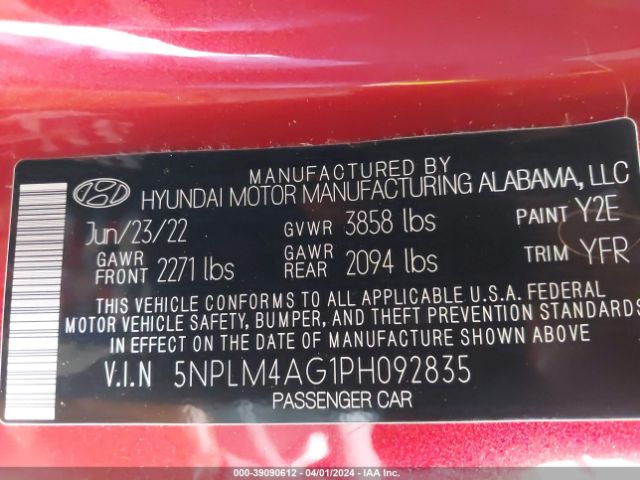 MANUFACTURED BY
HYUNDAI MOTOR MANUFACTURING ALABAMA, LLC
Jun/23/22 GVWR 3858 lbs PAINT Y2E
GAWR FRONT 2271 lbs GAWR REAR 2094 lbs TRIM YFR
THIS VEHICLE CONFORMS TO ALL APPLICABLE U.S.A. FEDERAL
MOTOR VEHICLE SAFETY, BUMPER, AND THEFT PREVENTION STANDARDS
IN EFFECT ON THE DATE OF MANUFACTURE SHOWN ABOVE.
V.I.N 5NPLM4AG1PH092835
PASSENGER CAR
000-39090612 - 04/01/2024 - IAA Inc.